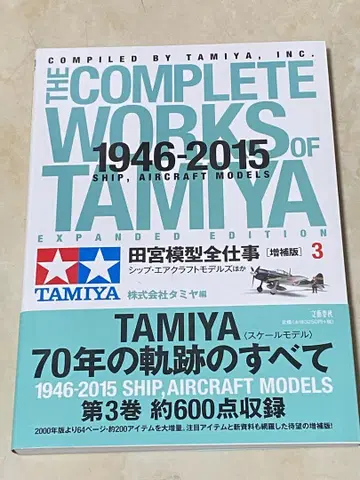 COMPILED BY TAMIYA, INC.
THE COMPLETE
WORKS OF
1946-2015
SHIP, AIRCRAFT MODELS
TAMIYA
EXPANDED EDITION
田宮模型全仕事［増補版］3
シップ・エアクラフトモデルズほか
TAMIYA
株式会社タミヤ編
文藝春秋
TAMIYA〈スケールモデル〉
70年の軌跡のすべて
1946-2015 SHIP, AIRCRAFT MODELS
第3巻 約600点収録
2000年版より64ページ・約200アイテムを大増量。注目アイテムと新資料も網羅した待望の増補版!